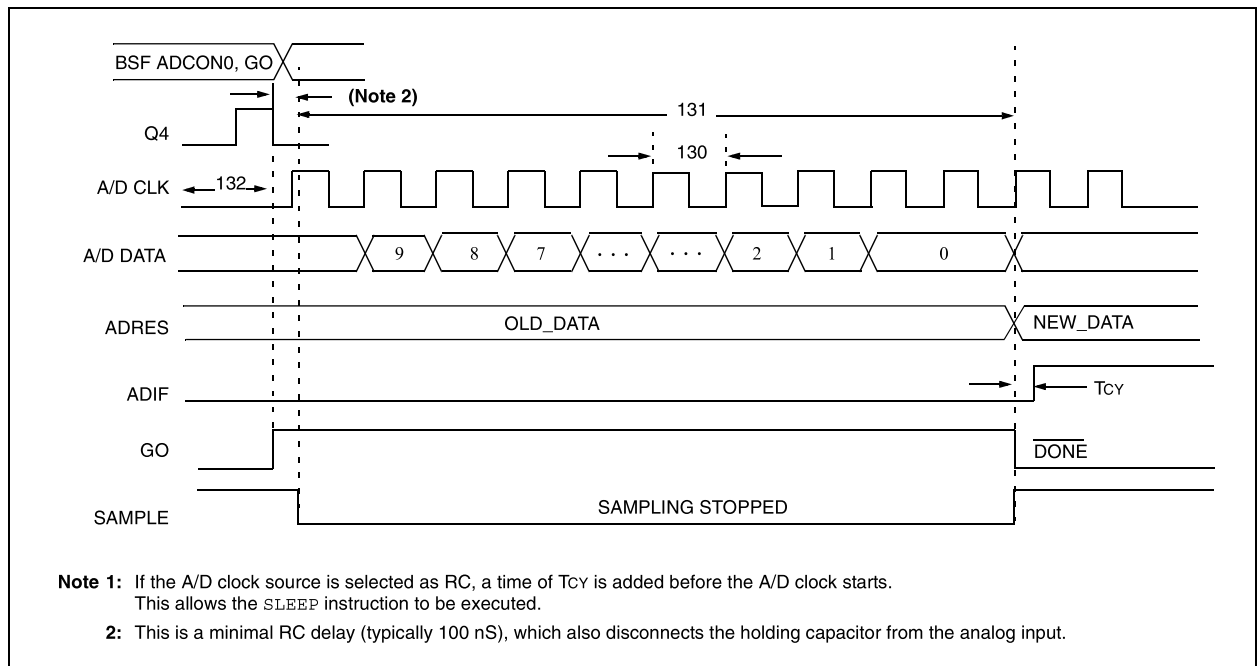 BSF ADCON0, GO
(Note 2)
131
Q4
130
A/D CLK
132
A/D DATA
9 8 7 . . . . . . 2 1 0
ADRES
OLD_DATA
NEW_DATA
ADIF
TCY
GO
DONE
SAMPLE
SAMPLING STOPPED
Note 1: If the A/D clock source is selected as RC, a time of TCY is added before the A/D clock starts.
This allows the SLEEP instruction to be executed.
2: This is a minimal RC delay (typically 100 nS), which also disconnects the holding capacitor from the analog input.